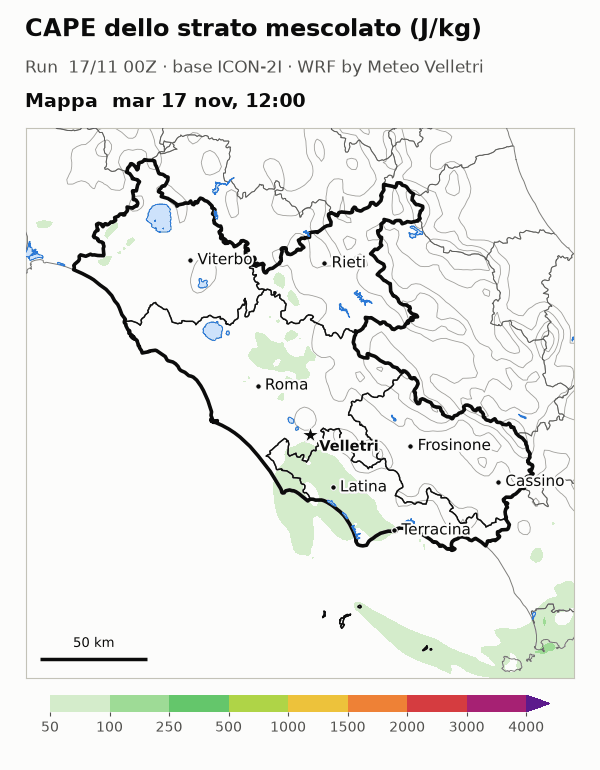 CAPE dello strato mescolato (J/kg)
Run  17/11 00Z · base ICON-2I · WRF by Meteo Velletri
Mappa  mar 17 nov, 12:00
Viterbo
Rieti
Roma
Velletri
Frosinone
Latina
Cassino
Terracina
50 km
50 100 250 500 1000 1500 2000 3000 4000